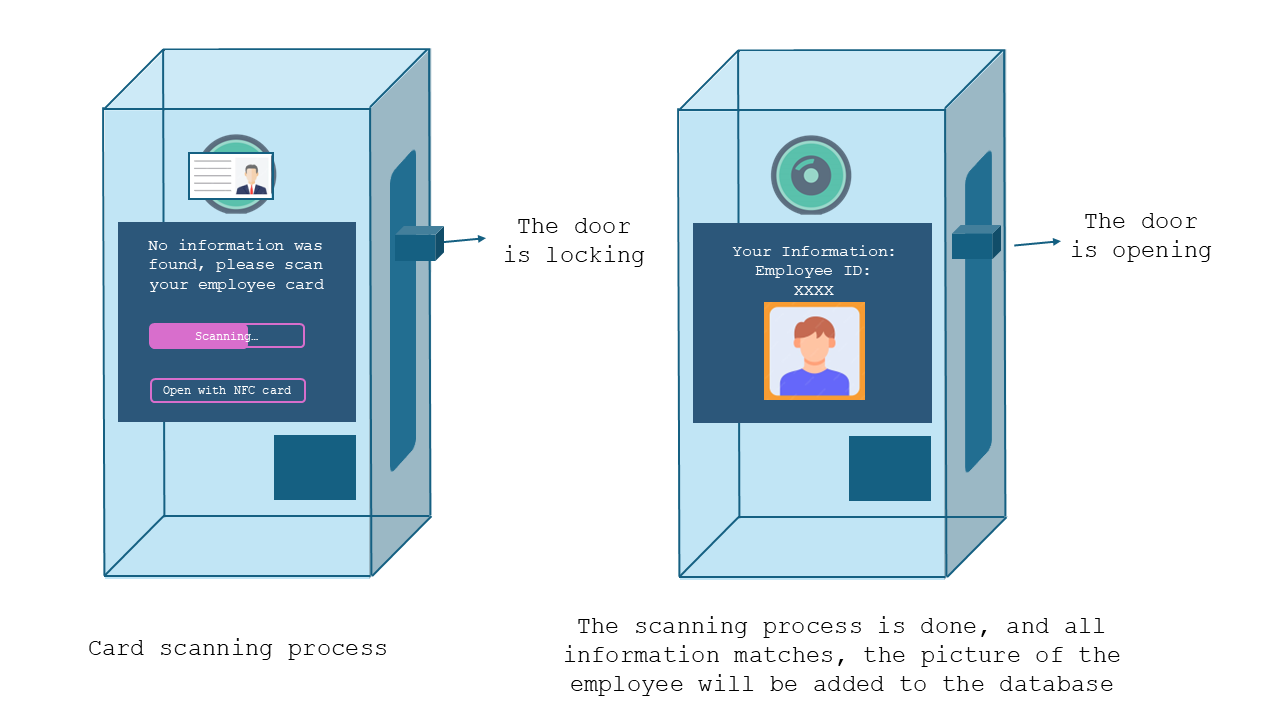 No information was
found, please scan
your employee card
Scanning…
Open with NFC card
The door
is locking
Card scanning process
Your Information:
Employee ID:
XXXX
The door
is opening
The scanning process is done, and all
information matches, the picture of the
employee will be added to the database